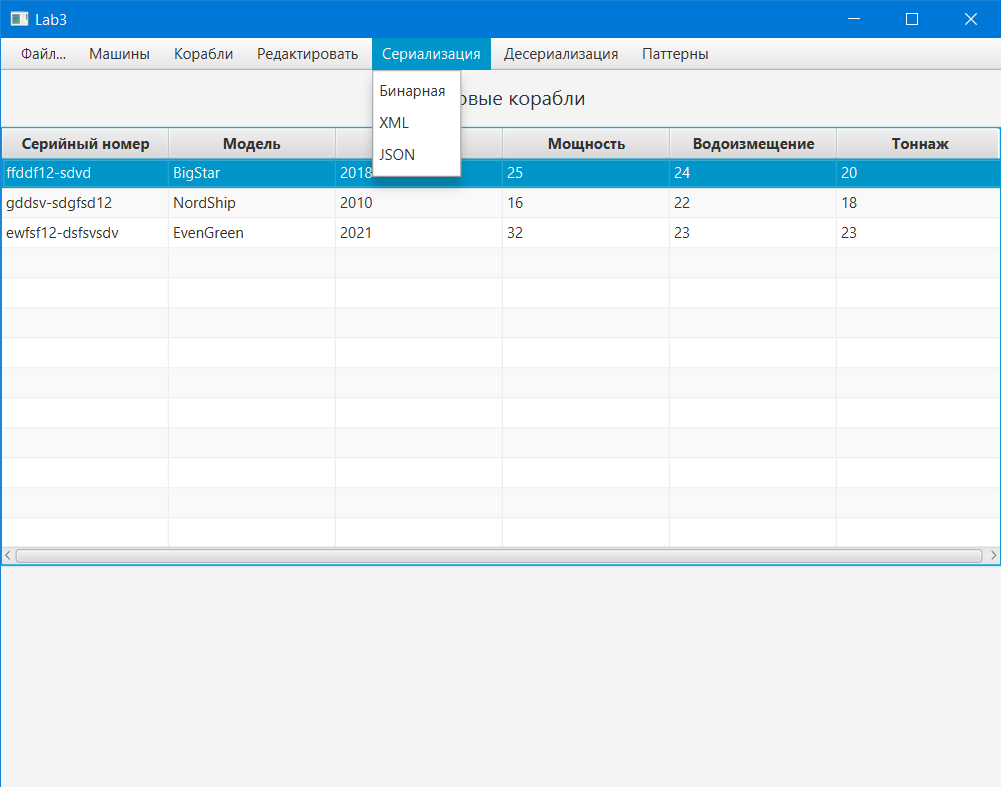 Lab3
Файл... Машины Корабли Редактировать Сериализация Десериализация Паттерны
Бинарная
XML
JSON
корабли
Серийный номер Модель Мощность Водоизмещение Тоннаж
ffddf12-sdvd BigStar 2018 25 24 20
gddsv-sdgfsd12 NordShip 2010 16 22 18
ewfsf12-dsfsvsdv EvenGreen 2021 32 23 23